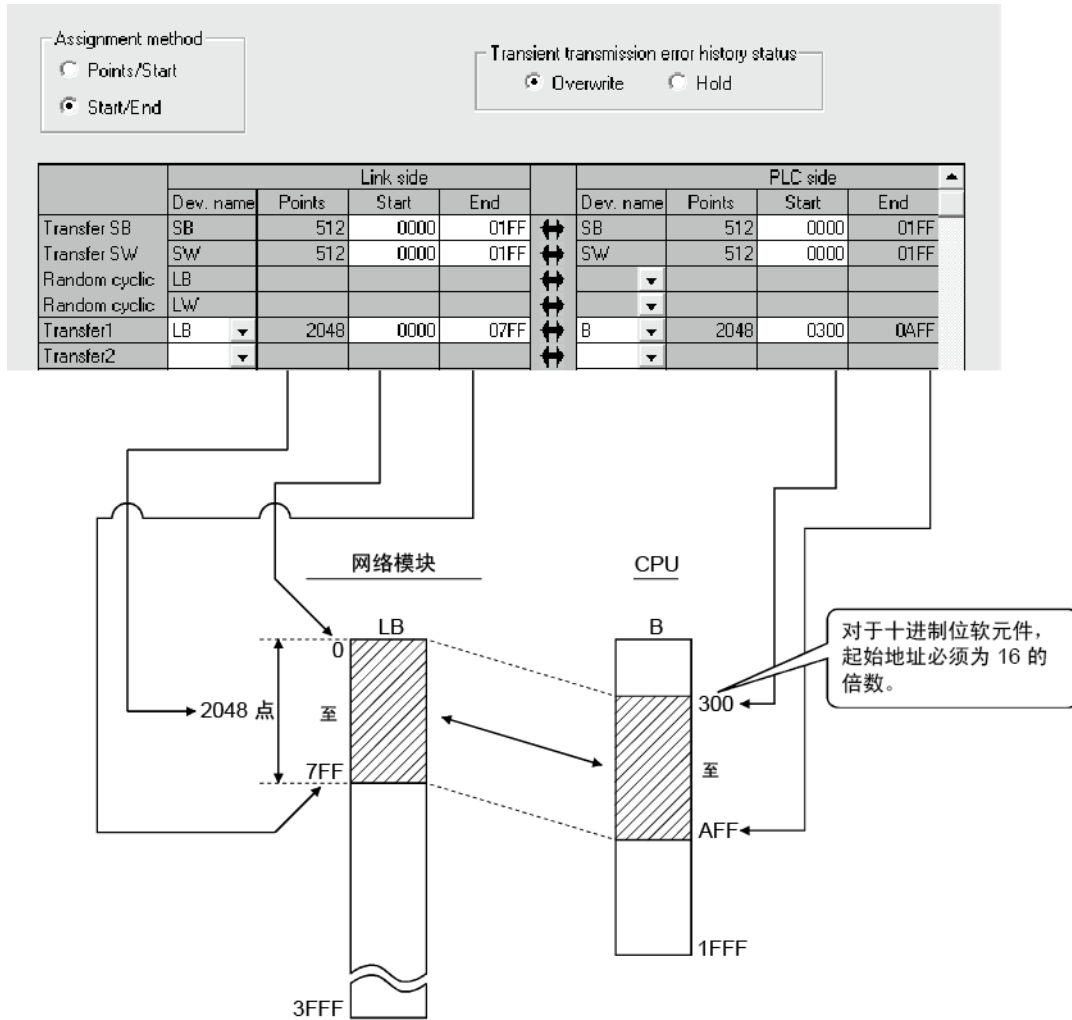 Assignment method
Points/Start
Start/End
Transient transmission error history status
Overwrite Hold
Link side PLC side
Dev. name Points Start End Dev. name Points Start End
Transfer SB SB 512 0000 01FF SB 512 0000 01FF
Transfer SW SW 512 0000 01FF SW 512 0000 01FF
Random cyclic LB
Random cyclic LW
Transfer1 LB 2048 0000 07FF B 2048 0300 0AFF
Transfer2
网络模块 CPU
LB B
0
对于十进制位软元件，
起始地址必须为 16 的
倍数。
300
2048 点 至
7FF 至
AFF
1FFF
3FFF